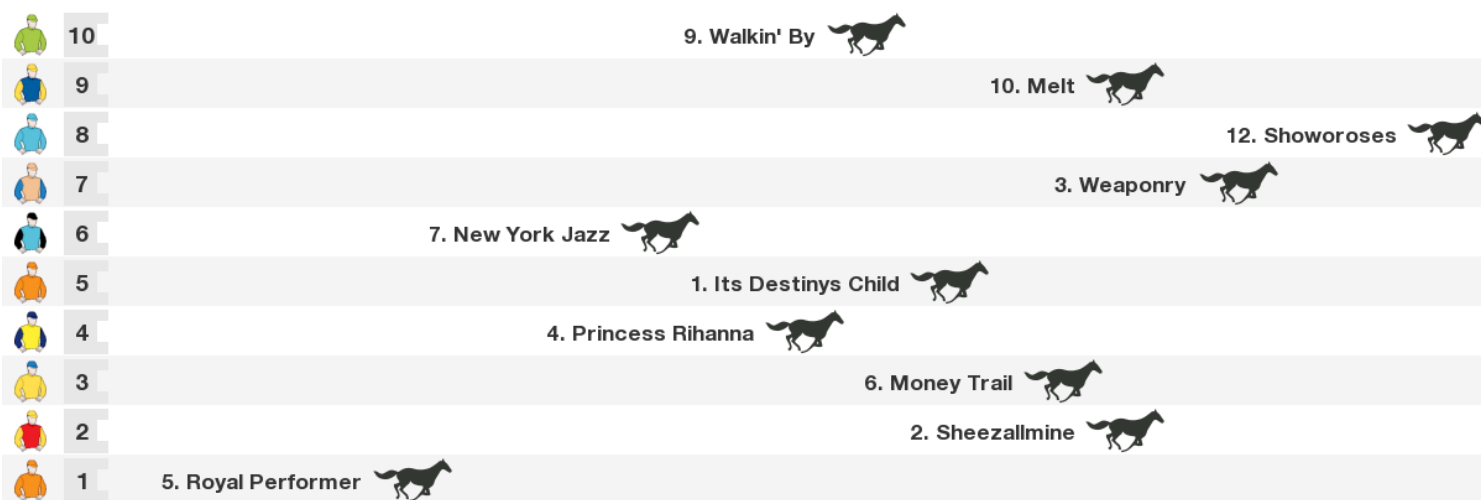 10 9. Walkin' By
9 10. Melt
8 12. Showoroses
7 3. Weaponry
6 7. New York Jazz
5 1. Its Destinys Child
4 4. Princess Rihanna
3 6. Money Trail
2 2. Sheezallmine
1 5. Royal Performer